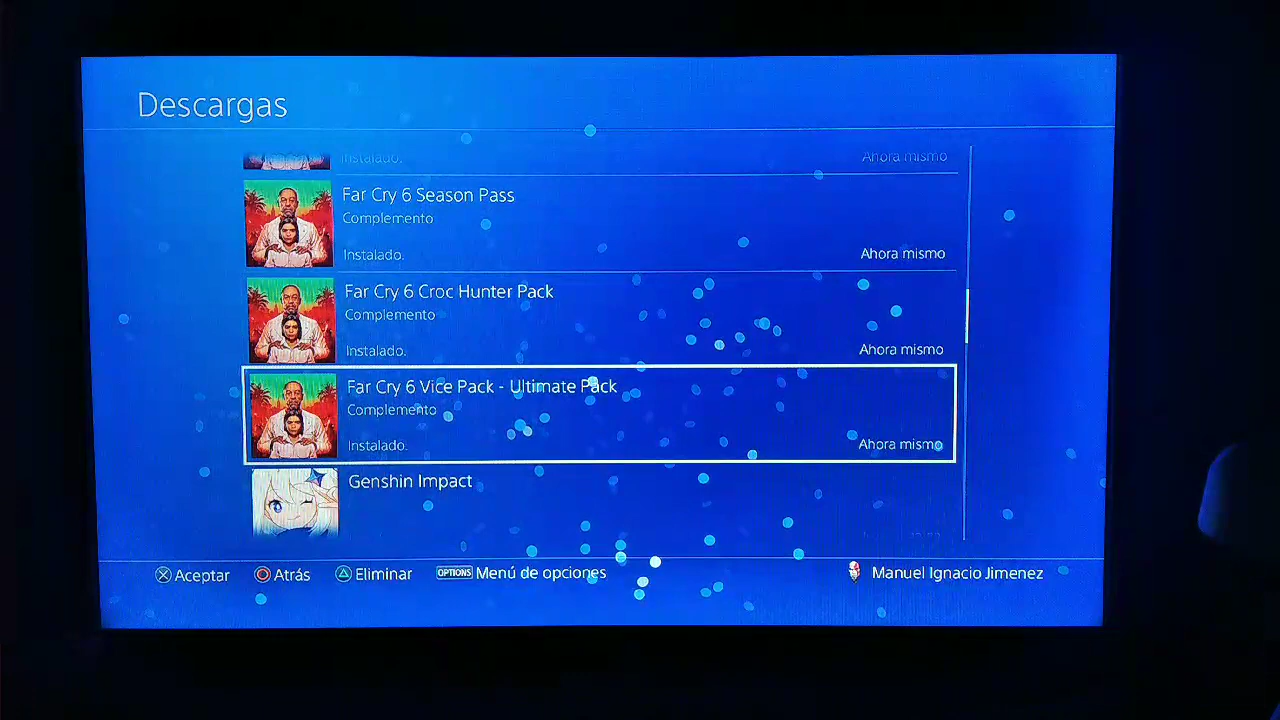 Descargas
Instalado.
Ahora mismo
Far Cry 6 Season Pass
Complemento
Instalado.
Ahora mismo
Far Cry 6 Croc Hunter Pack
Complemento
Instalado.
Ahora mismo
Far Cry 6 Vice Pack - Ultimate Pack
Complemento
Instalado.
Ahora mismo
Genshin Impact
Aceptar
Atrás
Eliminar
OPTIONS Menú de opciones
Manuel Ignacio Jimenez